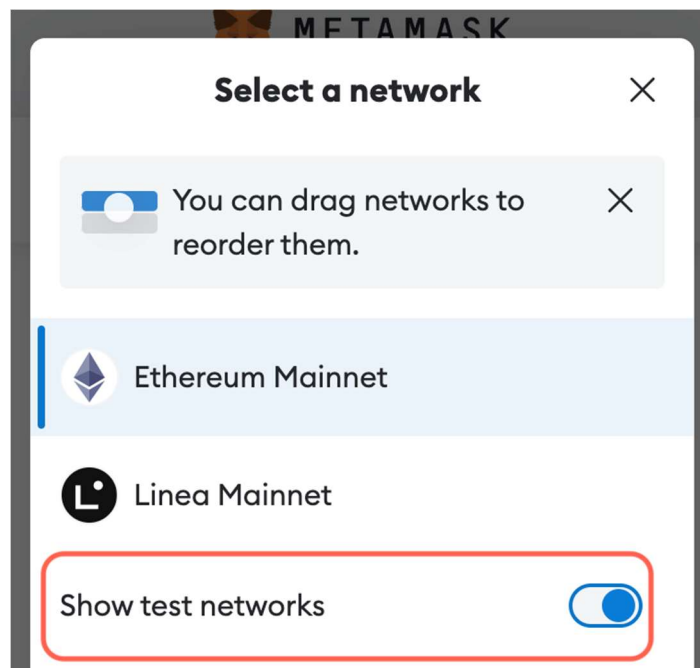 METAMASK
Select a network
You can drag networks to
reorder them.
Ethereum Mainnet
Linea Mainnet
Show test networks